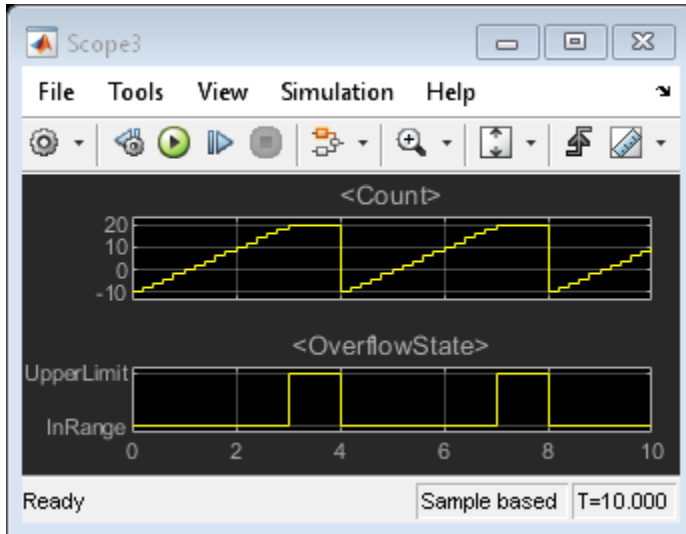 Scope3
File Tools View Simulation Help
<Count>
20
10
0
-10
<OverflowState>
UpperLimit
InRange
0 2 4 6 8 10
Ready Sample based T=10.000